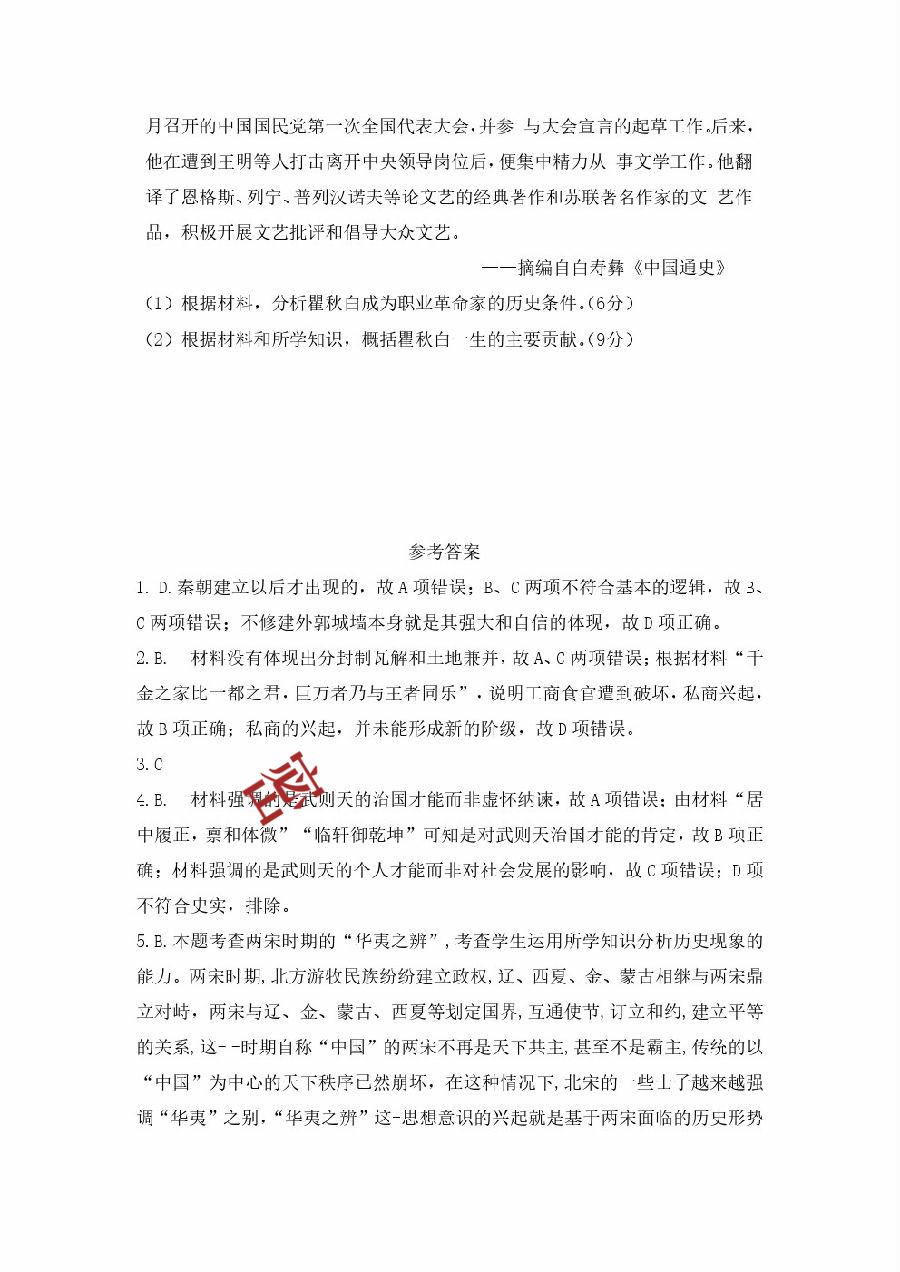 月召开的中国国民党第一次全国代表大会,并参 与大会宣言的起草工作。后来,
他在遭到王明等人打击离开中央领导岗位后,便集中精力从 事文学工作。他翻
译了恩格斯、列宁、普列汉诺夫等论文艺的经典著作和苏联著名作家的文 艺作
品，积极开展文艺批评和倡导大众文艺。
——摘编自白寿彝《中国通史》
(1) 根据材料，分析瞿秋白成为职业革命家的历史条件.(6分)
(2) 根据材料和所学知识，概括瞿秋白一生的主要贡献.(9分)
参考答案
1. D.秦朝建立以后才出现的，故A项错误；B、C两项不符合基本的逻辑，故B、
C两项错误；不修建外郭城墙本身就是其强大和自信的体现，故D项正确。
2.B. 材料没有体现出分封制瓦解和土地兼并，故A、C两项错误；根据材料“千
金之家比一都之君，巨万者乃与王者同乐”，说明工商食官遭到破坏，私商兴起，
故B项正确；私商的兴起，并未能形成新的阶级，故D项错误。
3.C
4.B. 材料强调的是武则天的治国才能而非虚怀纳谏，故A项错误；由材料“居
中履正，禀和体微”“临轩御乾坤”可知是对武则天治国才能的肯定，故B项正
确；材料强调的是武则天的个人才能而非对社会发展的影响，故C项错误；D项
不符合史实，排除。
5.B.本题考查两宋时期的“华夷之辨”,考查学生运用所学知识分析历史现象的
能力。两宋时期,北方游牧民族纷纷建立政权,辽、西夏、金、蒙古相继与两宋鼎
立对峙，两宋与辽、金、蒙古、西夏等划定国界,互通使节,订立和约,建立平等
的关系,这--时期自称“中国”的两宋不再是天下共主,甚至不是霸主,传统的以
“中国”为中心的天下秩序已然崩坏，在这种情况下,北宋的一些士子越来越强
调“华夷”之别,“华夷之辨”这-思想意识的兴起就是基于两宋面临的历史形势
密